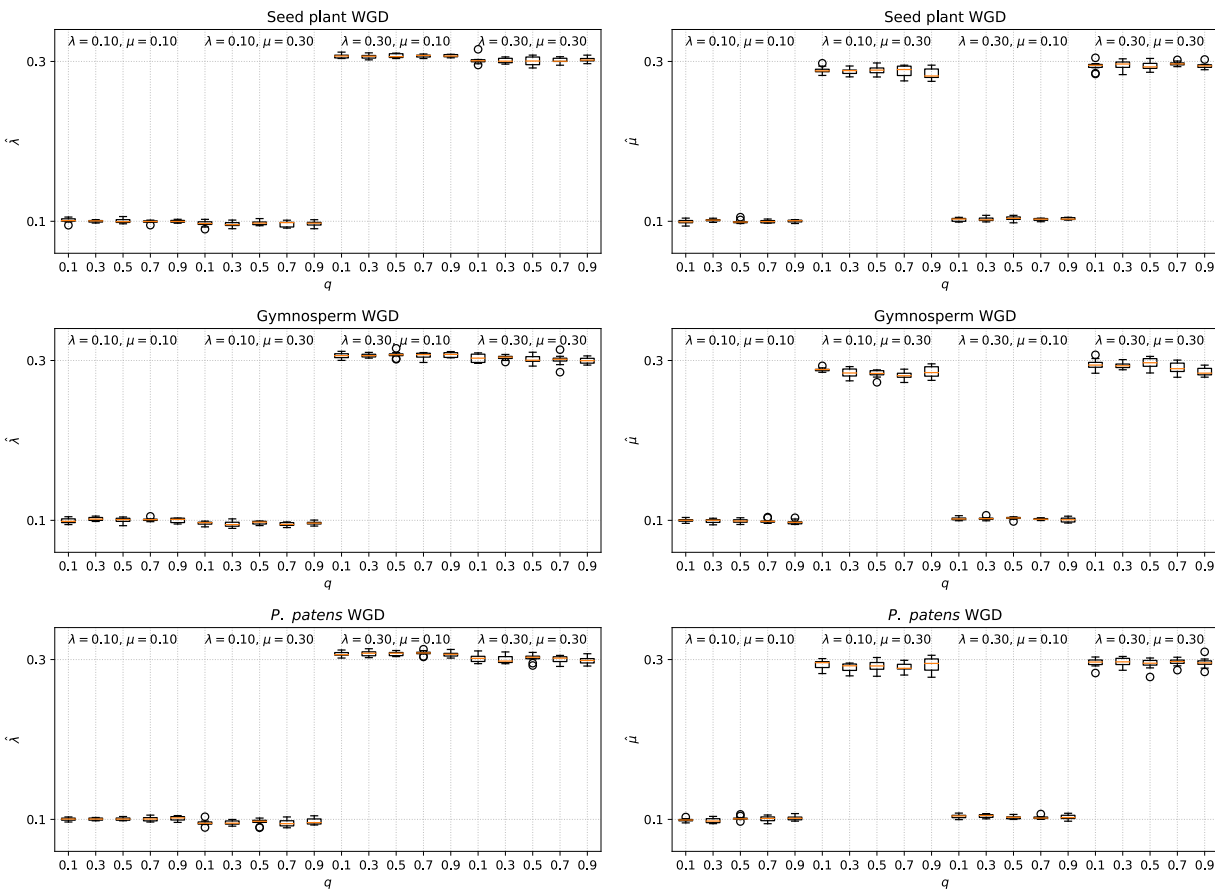 Seed plant WGD
λ = 0.10, μ = 0.10 λ = 0.10, μ = 0.30 λ = 0.30, μ = 0.10 λ = 0.30, μ = 0.30
0.3
λ̂
0.1
0.1 0.3 0.5 0.7 0.9 0.1 0.3 0.5 0.7 0.9 0.1 0.3 0.5 0.7 0.9 0.1 0.3 0.5 0.7 0.9
q
Seed plant WGD
λ = 0.10, μ = 0.10 λ = 0.10, μ = 0.30 λ = 0.30, μ = 0.10 λ = 0.30, μ = 0.30
0.3
μ̂
0.1
0.1 0.3 0.5 0.7 0.9 0.1 0.3 0.5 0.7 0.9 0.1 0.3 0.5 0.7 0.9 0.1 0.3 0.5 0.7 0.9
q
Gymnosperm WGD
λ = 0.10, μ = 0.10 λ = 0.10, μ = 0.30 λ = 0.30, μ = 0.10 λ = 0.30, μ = 0.30
0.3
λ̂
0.1
0.1 0.3 0.5 0.7 0.9 0.1 0.3 0.5 0.7 0.9 0.1 0.3 0.5 0.7 0.9 0.1 0.3 0.5 0.7 0.9
q
Gymnosperm WGD
λ = 0.10, μ = 0.10 λ = 0.10, μ = 0.30 λ = 0.30, μ = 0.10 λ = 0.30, μ = 0.30
0.3
μ̂
0.1
0.1 0.3 0.5 0.7 0.9 0.1 0.3 0.5 0.7 0.9 0.1 0.3 0.5 0.7 0.9 0.1 0.3 0.5 0.7 0.9
q
P. patens WGD
λ = 0.10, μ = 0.10 λ = 0.10, μ = 0.30 λ = 0.30, μ = 0.10 λ = 0.30, μ = 0.30
0.3
λ̂
0.1
0.1 0.3 0.5 0.7 0.9 0.1 0.3 0.5 0.7 0.9 0.1 0.3 0.5 0.7 0.9 0.1 0.3 0.5 0.7 0.9
q
P. patens WGD
λ = 0.10, μ = 0.10 λ = 0.10, μ = 0.30 λ = 0.30, μ = 0.10 λ = 0.30, μ = 0.30
0.3
μ̂
0.1
0.1 0.3 0.5 0.7 0.9 0.1 0.3 0.5 0.7 0.9 0.1 0.3 0.5 0.7 0.9 0.1 0.3 0.5 0.7 0.9
q